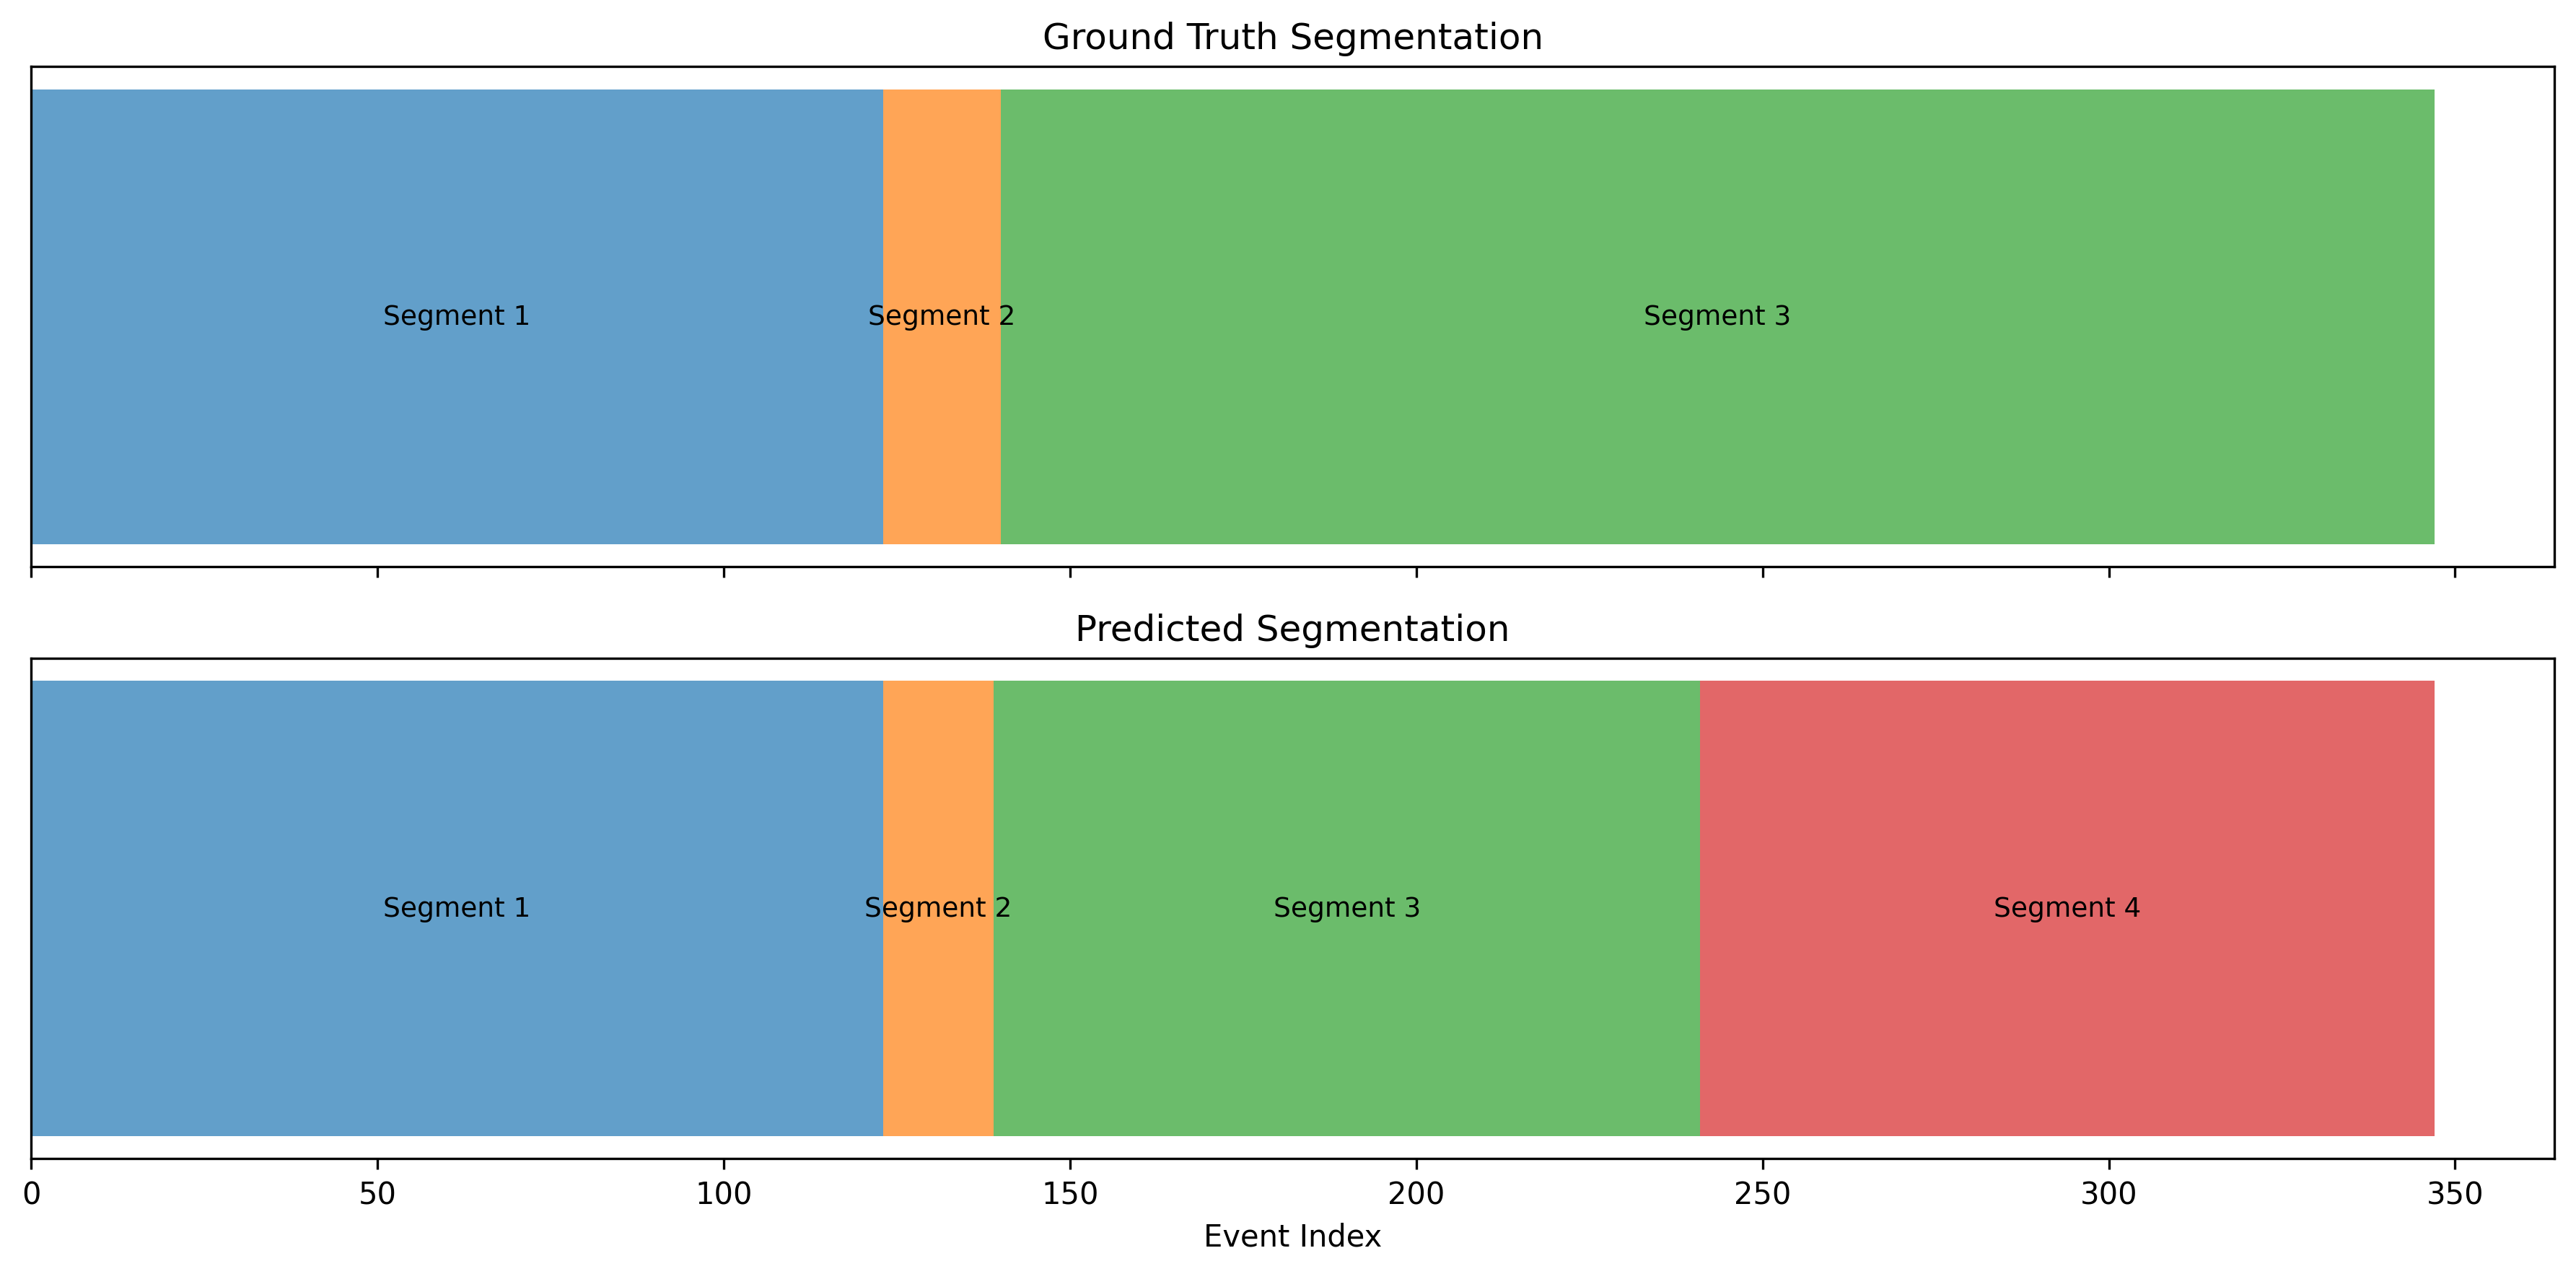 Ground Truth Segmentation
Segment 1 Segment 2 Segment 3
Predicted Segmentation
Segment 1 Segment 2 Segment 3 Segment 4
0 50 100 150 200 250 300 350
Event Index